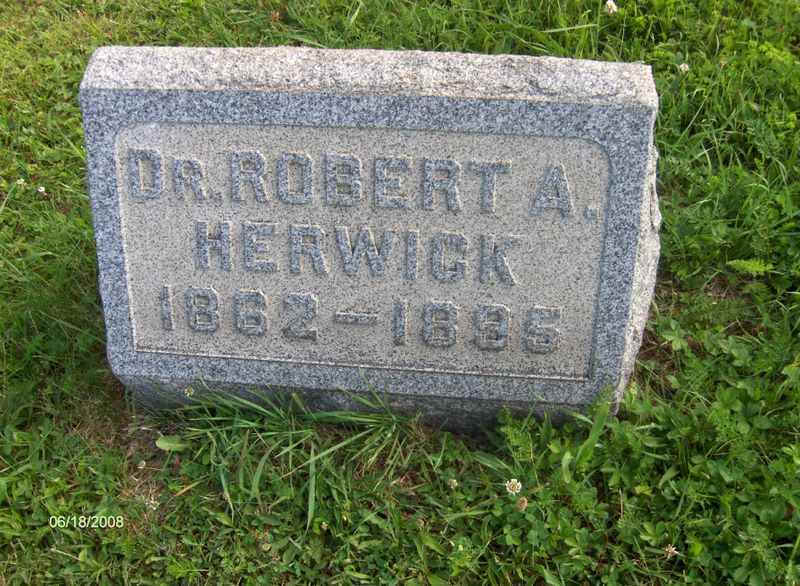 DR. ROBERT A.
HERWICK
1862–1895
06/18/2008